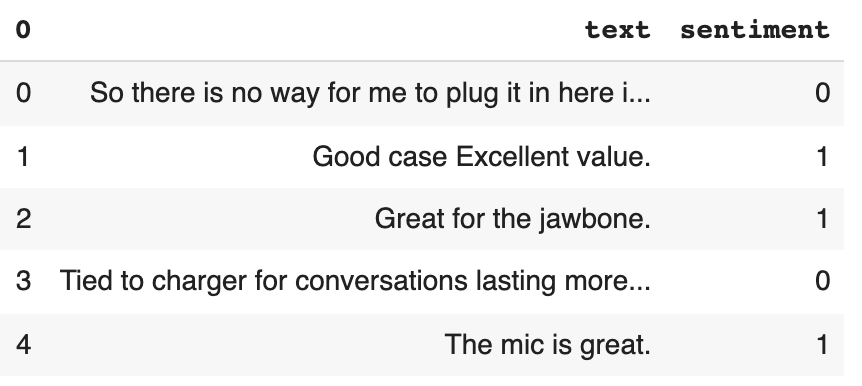 0 text sentiment
0 So there is no way for me to plug it in here i... 0
1 Good case Excellent value. 1
2 Great for the jawbone. 1
3 Tied to charger for conversations lasting more... 0
4 The mic is great. 1